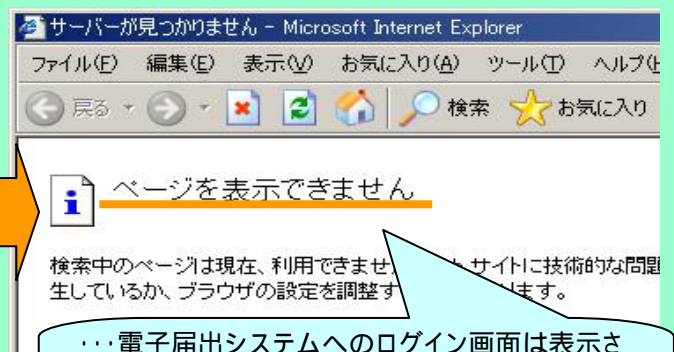 サーバーが見つかりません - Microsoft Internet Explorer
ファイル(F) 編集(E) 表示(V) お気に入り(A) ツール(T) ヘルプ(
戻る 検索 お気に入り
ページを表示できません
検索中のページは現在、利用できませ サイトに技術的な問題
生しているか、ブラウザの設定を調整す ます。
･･･電子届出システムへのログイン画面は表示さ